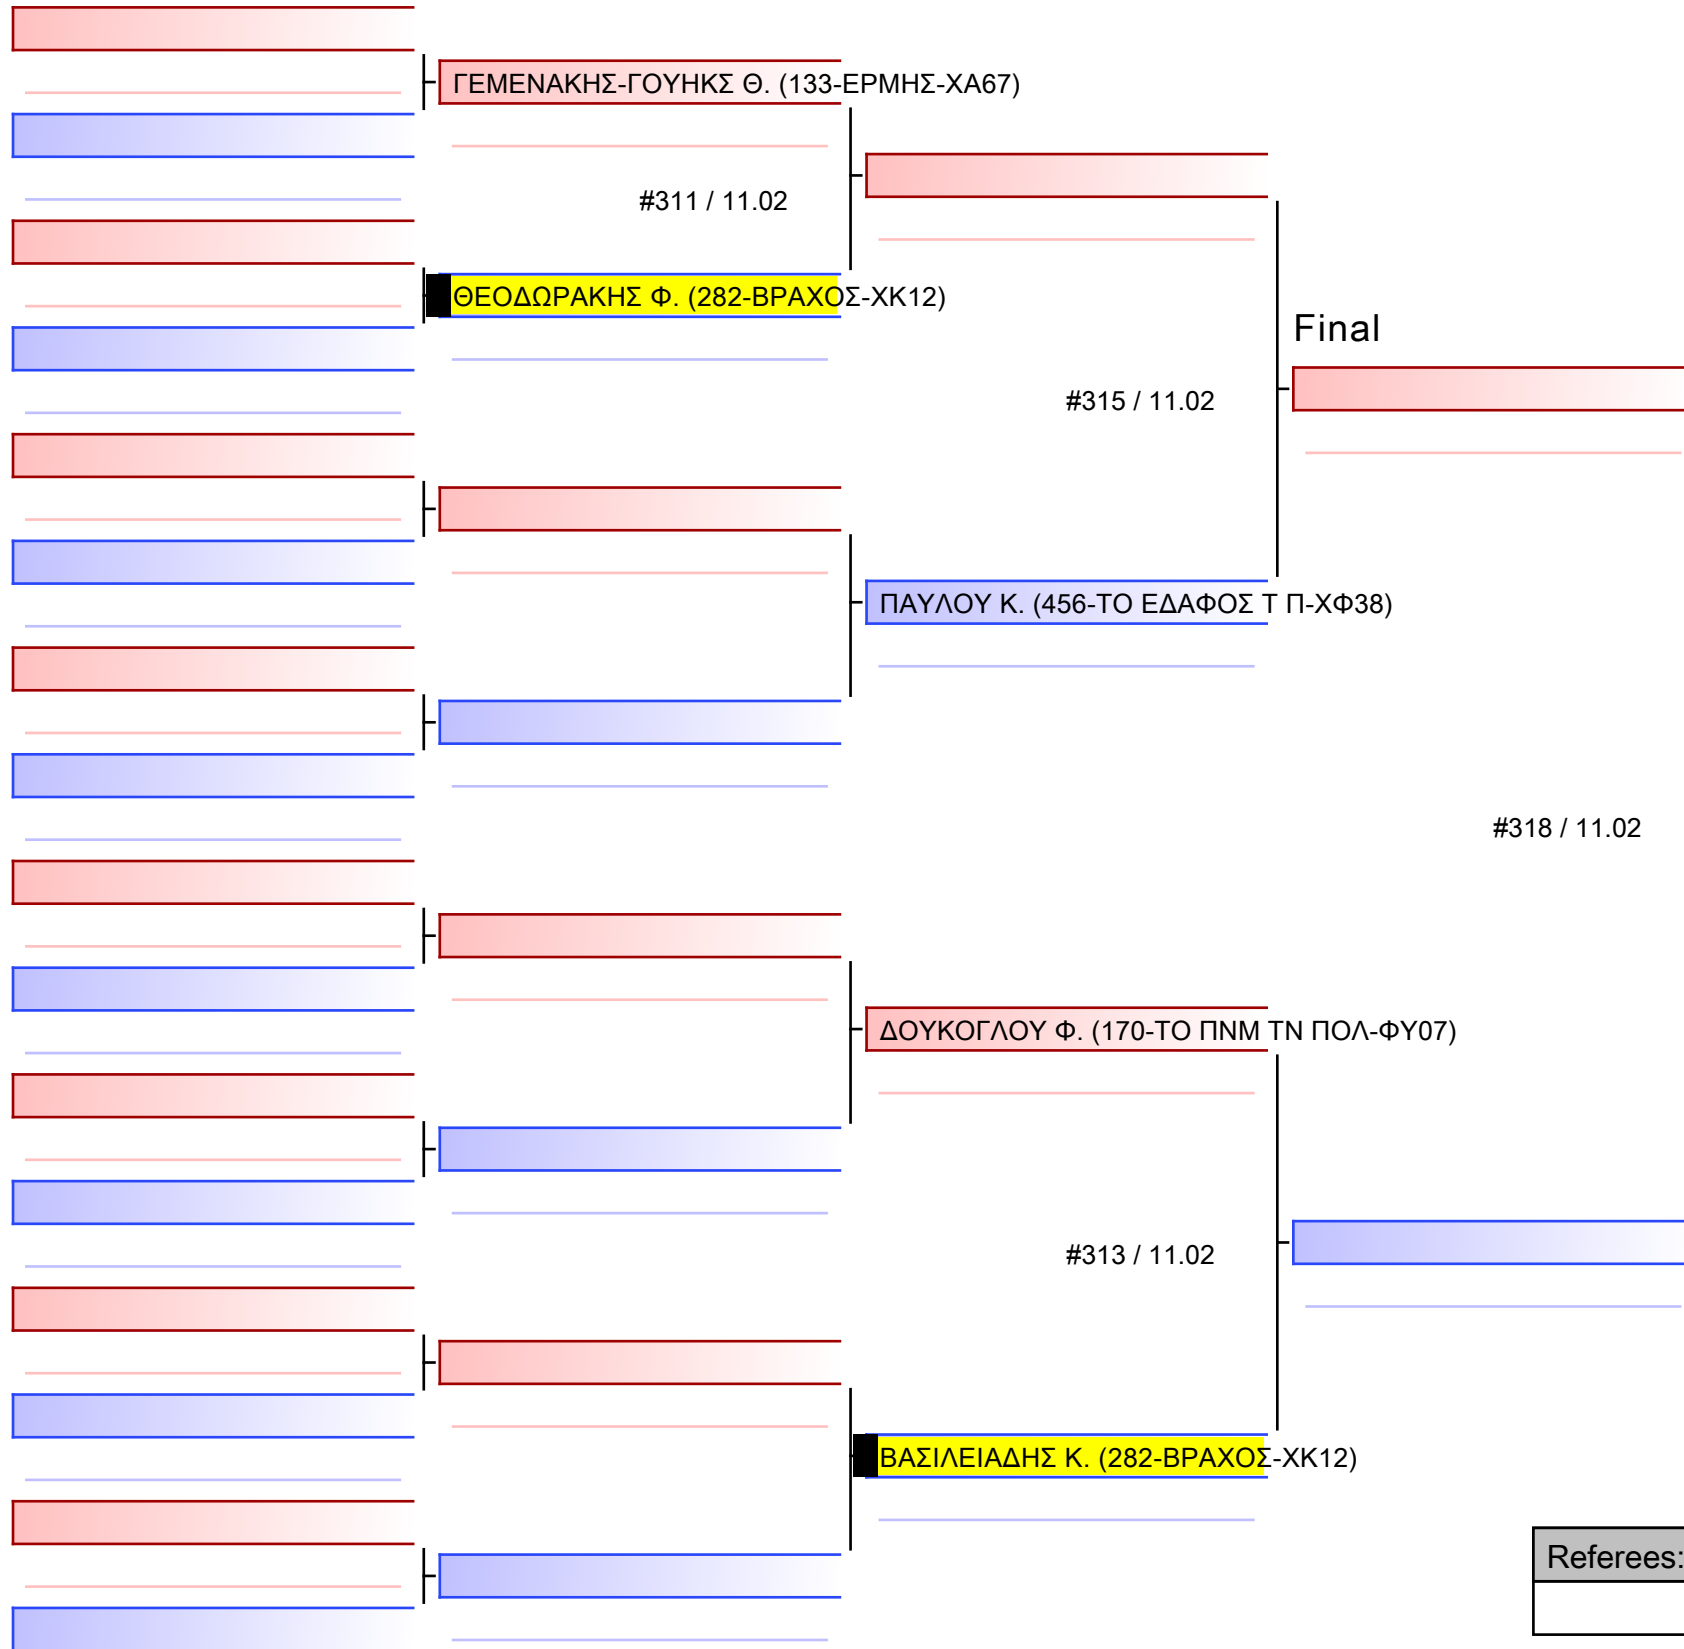 ΓΕΜΕΝΑΚΗΣ-ΓΟΥΗΚΣ Θ. (133-ΕΡΜΗΣ-ΧΑ67)
#311 / 11.02
ΘΕΟΔΩΡΑΚΗΣ Φ. (282-ΒΡΑΧΟΣ-ΧΚ12)
Final
#315 / 11.02
ΠΑΥΛΟΥ Κ. (456-ΤΟ ΕΔΑΦΟΣ Τ Π-ΧΦ38)
#318 / 11.02
ΔΟΥΚΟΓΛΟΥ Φ. (170-ΤΟ ΠΝΜ ΤΝ ΠΟΛ-ΦΥ07)
#313 / 11.02
ΒΑΣΙΛΕΙΑΔΗΣ Κ. (282-ΒΡΑΧΟΣ-ΧΚ12)
Referees: